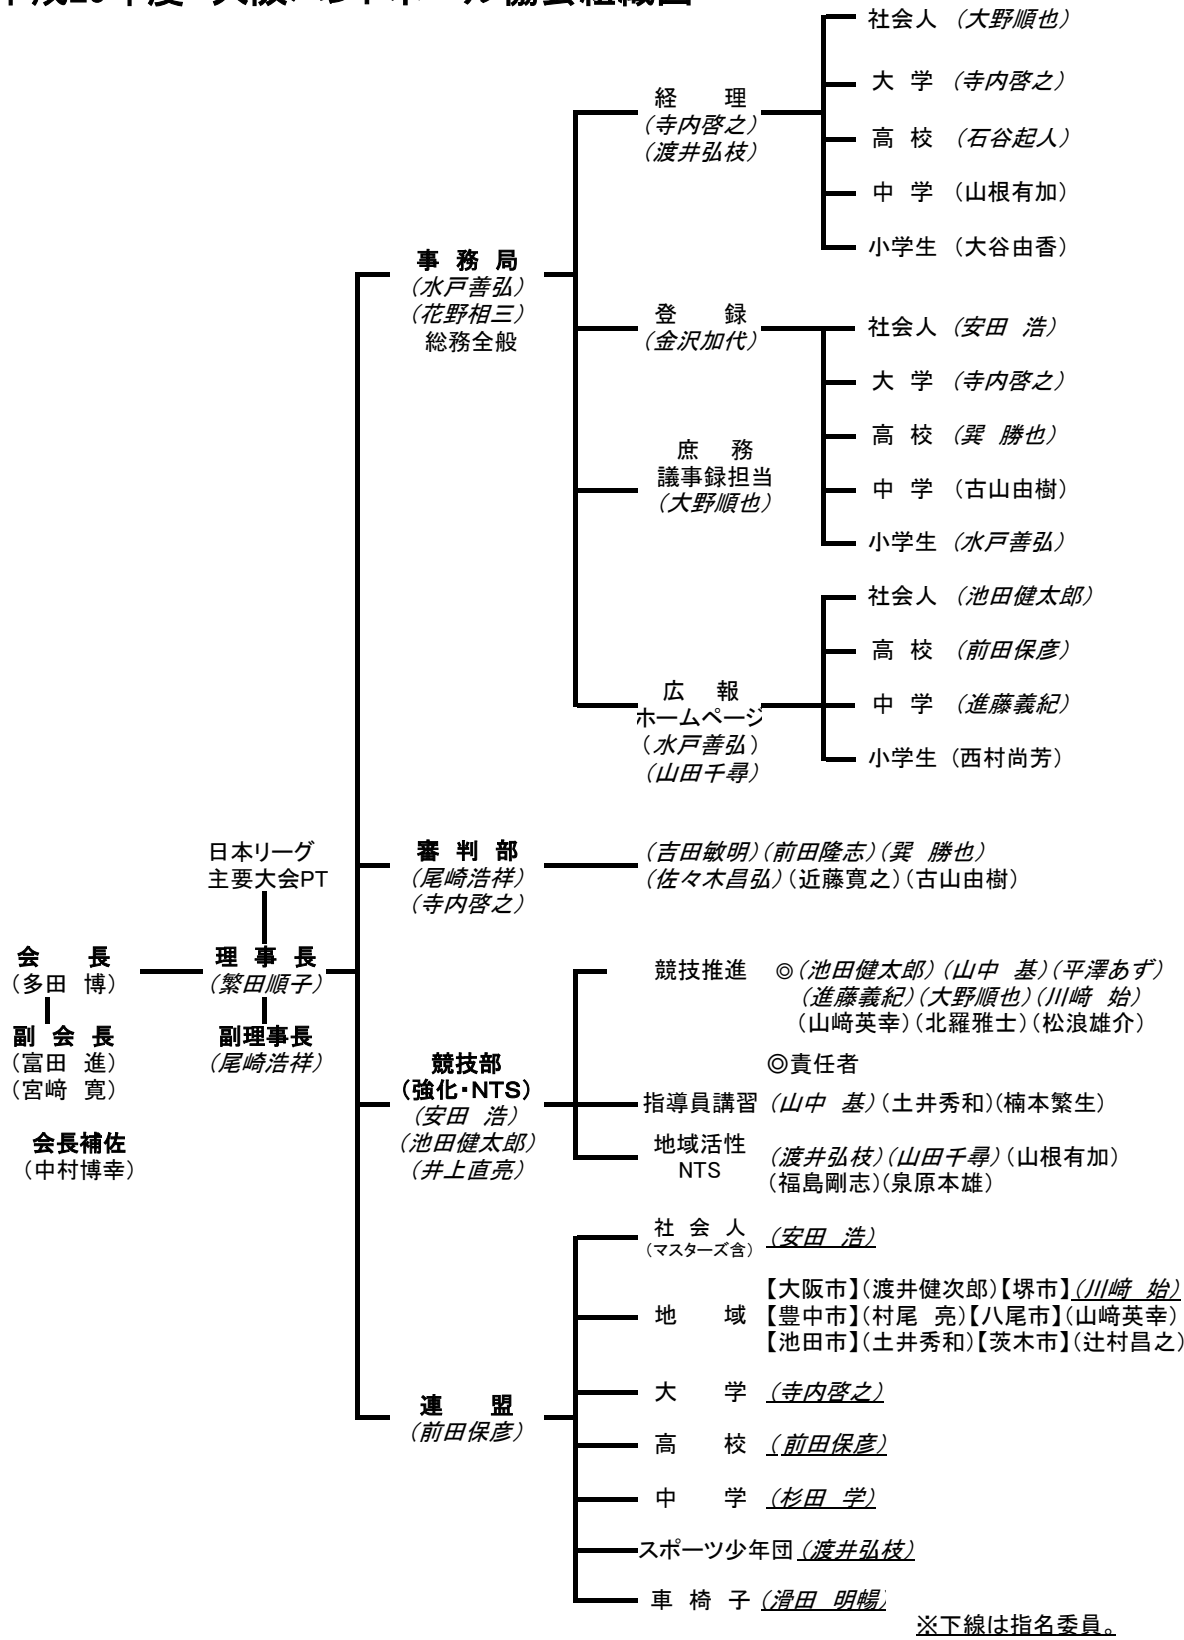 社会人 (大野順也)
大 学 (寺内啓之)
高 校 (石谷起人)
中 学 (山根有加)
小学生 (大谷由香)
経 理
(寺内啓之)
(渡井弘枝)
事 務 局
(水戸善弘)
(花野相三)
総務全般
登 録
(金沢加代)
社会人 (安田 浩)
大 学 (寺内啓之)
高 校 (巽 勝也)
中 学 (古山由樹)
小学生 (水戸善弘)
庶 務
議事録担当
(大野順也)
社会人 (池田健太郎)
高 校 (前田保彦)
中 学 (進藤義紀)
小学生 (西村尚芳)
広 報
ホームページ
(水戸善弘)
(山田千尋)
日本リーグ
主要大会PT
審 判 部
(尾崎浩祥)
(寺内啓之)
(吉田敏明)(前田隆志)(巽 勝也)
(佐々木昌弘)(近藤寛之)(古山由樹)
会 長
(多田 博)
副 会 長
(富田 進)
(宮﨑 寛)
会長補佐
(中村博幸)
理 事 長
(繁田順子)
副理事長
(尾崎浩祥)
競技部
(強化・NTS)
(安田 浩)
(池田健太郎)
(井上直亮)
競技推進 ◎(池田健太郎)(山中 基)(平澤あず)
(進藤義紀)(大野順也)(川﨑 始)
(山﨑英幸)(北羅雅士)(松浪雄介)
◎責任者
指導員講習 (山中 基)(土井秀和)(楠本繁生)
地域活性
NTS
(渡井弘枝)(山田千尋)(山根有加)
(福島剛志)(泉原本雄)
連 盟
(前田保彦)
社 会 人 (安田 浩)
(マスターズ含)
地 域
【大阪市】(渡井健次郎)【堺市】(川﨑 始)
【豊中市】(村尾 亮)【八尾市】(山﨑英幸)
【池田市】(土井秀和)【茨木市】(辻村昌之)
大 学 (寺内啓之)
高 校 (前田保彦)
中 学 (杉田 学)
スポーツ少年団 (渡井弘枝)
車 椅 子 (滑田 明暢)
※下線は指名委員。